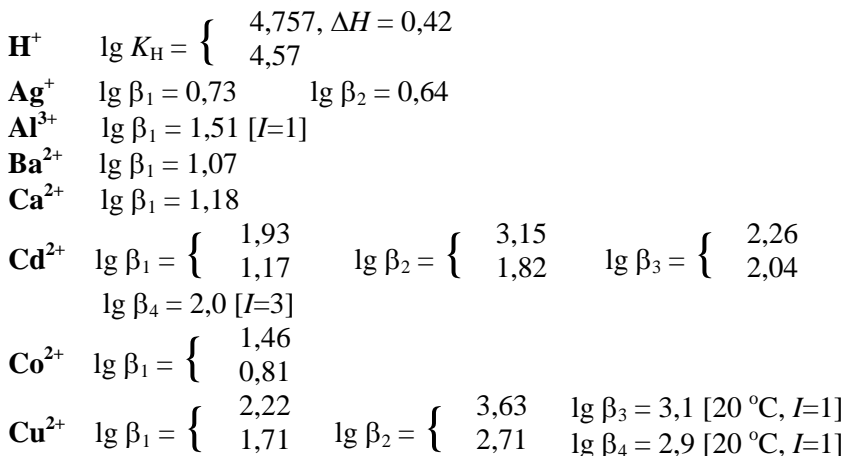 H⁺ lg K_H = { 4,757, ΔH = 0,42
4,57
Ag⁺ lg β₁ = 0,73 lg β₂ = 0,64
Al³⁺ lg β₁ = 1,51 [I=1]
Ba²⁺ lg β₁ = 1,07
Ca²⁺ lg β₁ = 1,18
Cd²⁺ lg β₁ = { 1,93 lg β₂ = { 3,15 lg β₃ = { 2,26
1,17 1,82 2,04
lg β₄ = 2,0 [I=3]
Co²⁺ lg β₁ = { 1,46
0,81
Cu²⁺ lg β₁ = { 2,22 lg β₂ = { 3,63 lg β₃ = 3,1 [20 °C, I=1]
1,71 2,71 lg β₄ = 2,9 [20 °C, I=1]